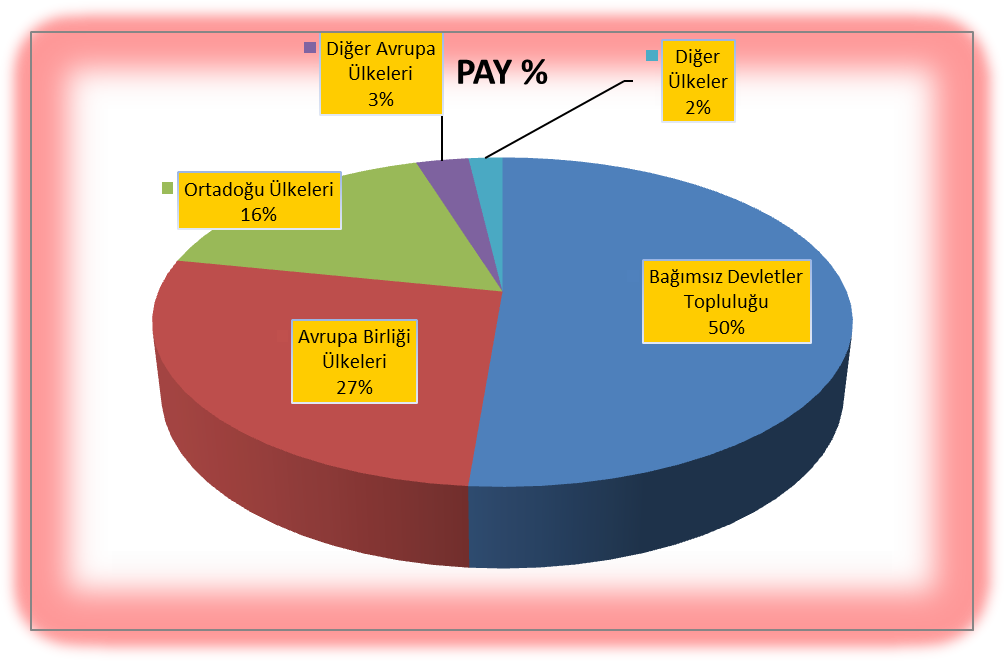 PAY %
Diğer Avrupa
Ülkeleri
3%
Diğer
Ülkeler
2%
Ortadoğu Ülkeleri
16%
Bağımsız Devletler
Topluluğu
50%
Avrupa Birliği
Ülkeleri
27%